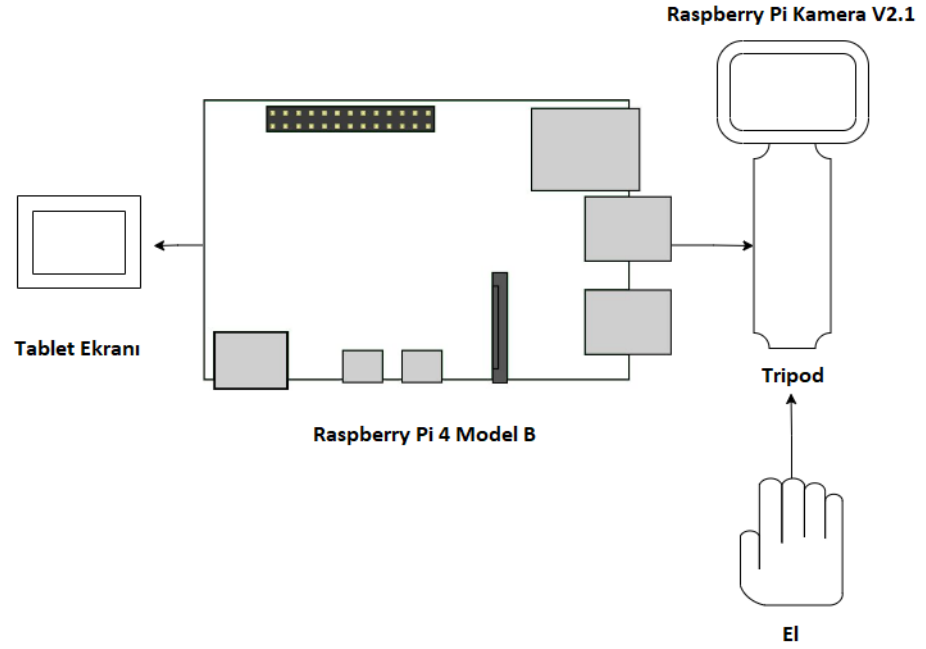 Raspberry Pi Kamera V2.1
Tablet Ekranı
Tripod
Raspberry Pi 4 Model B
El